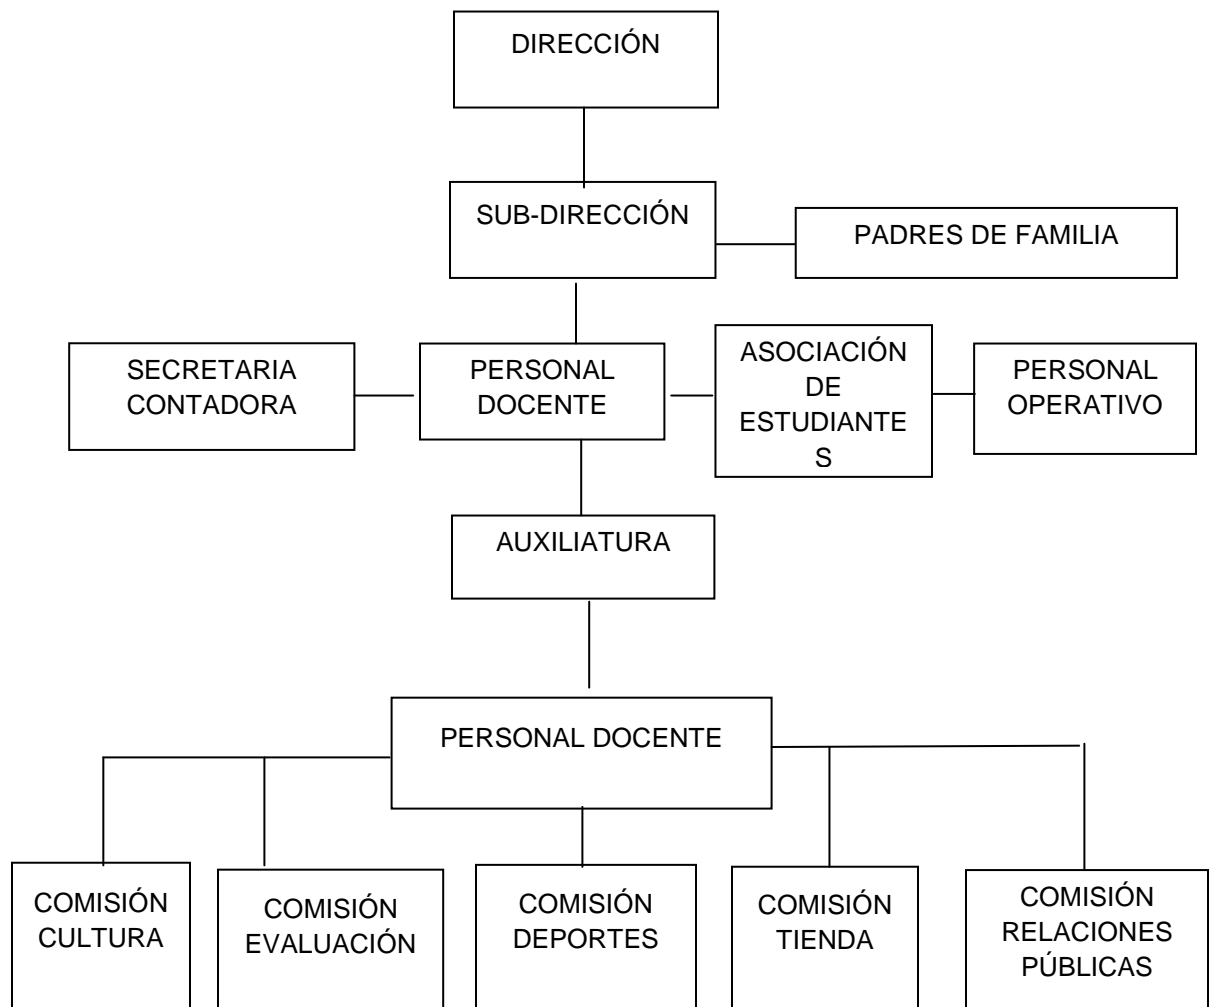 DIRECCIÓN
SUB-DIRECCIÓN
PADRES DE FAMILIA
SECRETARIA
CONTADORA
PERSONAL
DOCENTE
ASOCIACIÓN
DE
ESTUDIANTE
S
PERSONAL
OPERATIVO
AUXILIATURA
PERSONAL DOCENTE
COMISIÓN
CULTURA
COMISIÓN
EVALUACIÓN
COMISIÓN
DEPORTES
COMISIÓN
TIENDA
COMISIÓN
RELACIONES
PÚBLICAS